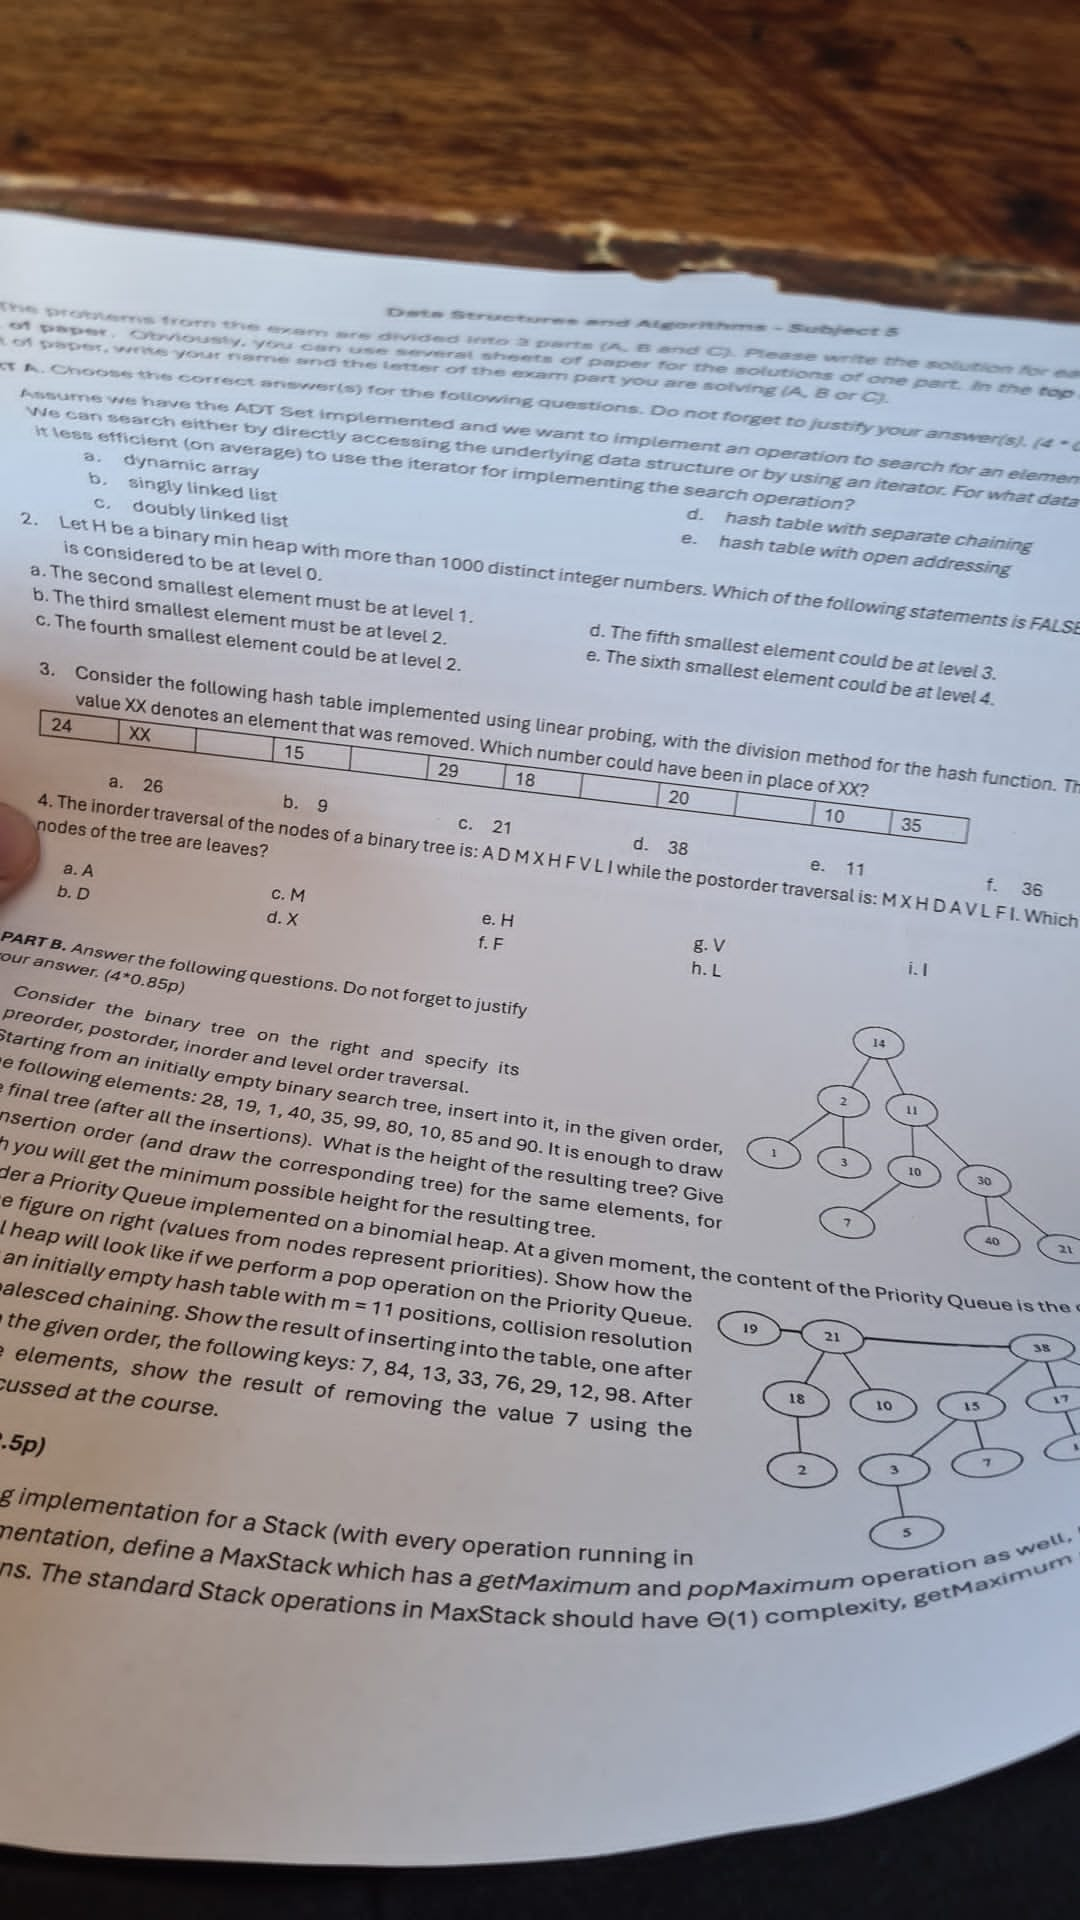 Data Structures and Algorithms - Subject 5
The problems from the exam are divided into 3 parts (A, B and C). Please write the solution for
of paper. Obviously, you can use several sheets of paper for the solutions of one part. In the top
of paper, write your name and the letter of the exam part you are solving (A, B or C).
A. Choose the correct answer(s) for the following questions. Do not forget to justify your answer(s). (4 *
Assume we have the ADT Set implemented and we want to implement an operation to search for an elemen
We can search either by directly accessing the underlying data structure or by using an iterator. For what data
it less efficient (on average) to use the iterator for implementing the search operation?
a. dynamic array
b. singly linked list
c. doubly linked list
d. hash table with separate chaining
e. hash table with open addressing
2. Let H be a binary min heap with more than 1000 distinct integer numbers. Which of the following statements is FALSE
is considered to be at level 0.
a. The second smallest element must be at level 1.
b. The third smallest element must be at level 2.
c. The fourth smallest element could be at level 2.
d. The fifth smallest element could be at level 3.
e. The sixth smallest element could be at level 4.
3. Consider the following hash table implemented using linear probing, with the division method for the hash function. Th
value XX denotes an element that was removed. Which number could have been in place of XX?
24 XX 15 29 18 20 10 35
a. 26 b. 9 c. 21 d. 38 e. 11 f. 36
4. The inorder traversal of the nodes of a binary tree is: A D M X H F V L I while the postorder traversal is: M X H D A V L F I. Which
nodes of the tree are leaves?
a. A
b. D
c. M
d. X
e. H
f. F
g. V
h. L
i. I
PART B. Answer the following questions. Do not forget to justify
our answer. (4*0.85p)
Consider the binary tree on the right and specify its
preorder, postorder, inorder and level order traversal.
Starting from an initially empty binary search tree, insert into it, in the given order,
e following elements: 28, 19, 1, 40, 35, 99, 80, 10, 85 and 90. It is enough to draw
final tree (after all the insertions). What is the height of the resulting tree? Give
nsertion order (and draw the corresponding tree) for the same elements, for
h you will get the minimum possible height for the resulting tree.
der a Priority Queue implemented on a binomial heap. At a given moment, the content of the Priority Queue is the
e figure on right (values from nodes represent priorities). Show how the
l heap will look like if we perform a pop operation on the Priority Queue.
an initially empty hash table with m = 11 positions, collision resolution
alesced chaining. Show the result of inserting into the table, one after
the given order, the following keys: 7, 84, 13, 33, 76, 29, 12, 98. After
elements, show the result of removing the value 7 using the
cussed at the course.
14
2 11
1 3 10 30
7 40 21
19 21 38
18 10 15 17
2 3 7 1
5
.5p)
g implementation for a Stack (with every operation running in
mentation, define a MaxStack which has a getMaximum and popMaximum operation as well,
ns. The standard Stack operations in MaxStack should have Θ(1) complexity, getMaximum